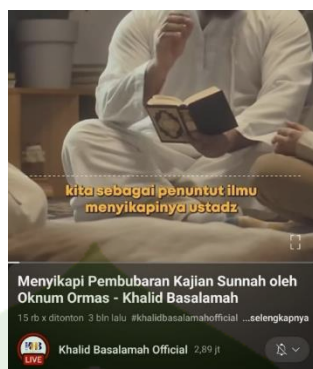 kita sebagai penuntut ilmu
menyikapinya ustadz
Menyikapi Pembubaran Kajian Sunnah oleh
Oknum Ormas - Khalid Basalamah
15 rb x ditonton 3 bln lalu #khalidbasalamahofficial ...selengkapnya
Khalid Basalamah Official 2,89 jt
LIVE